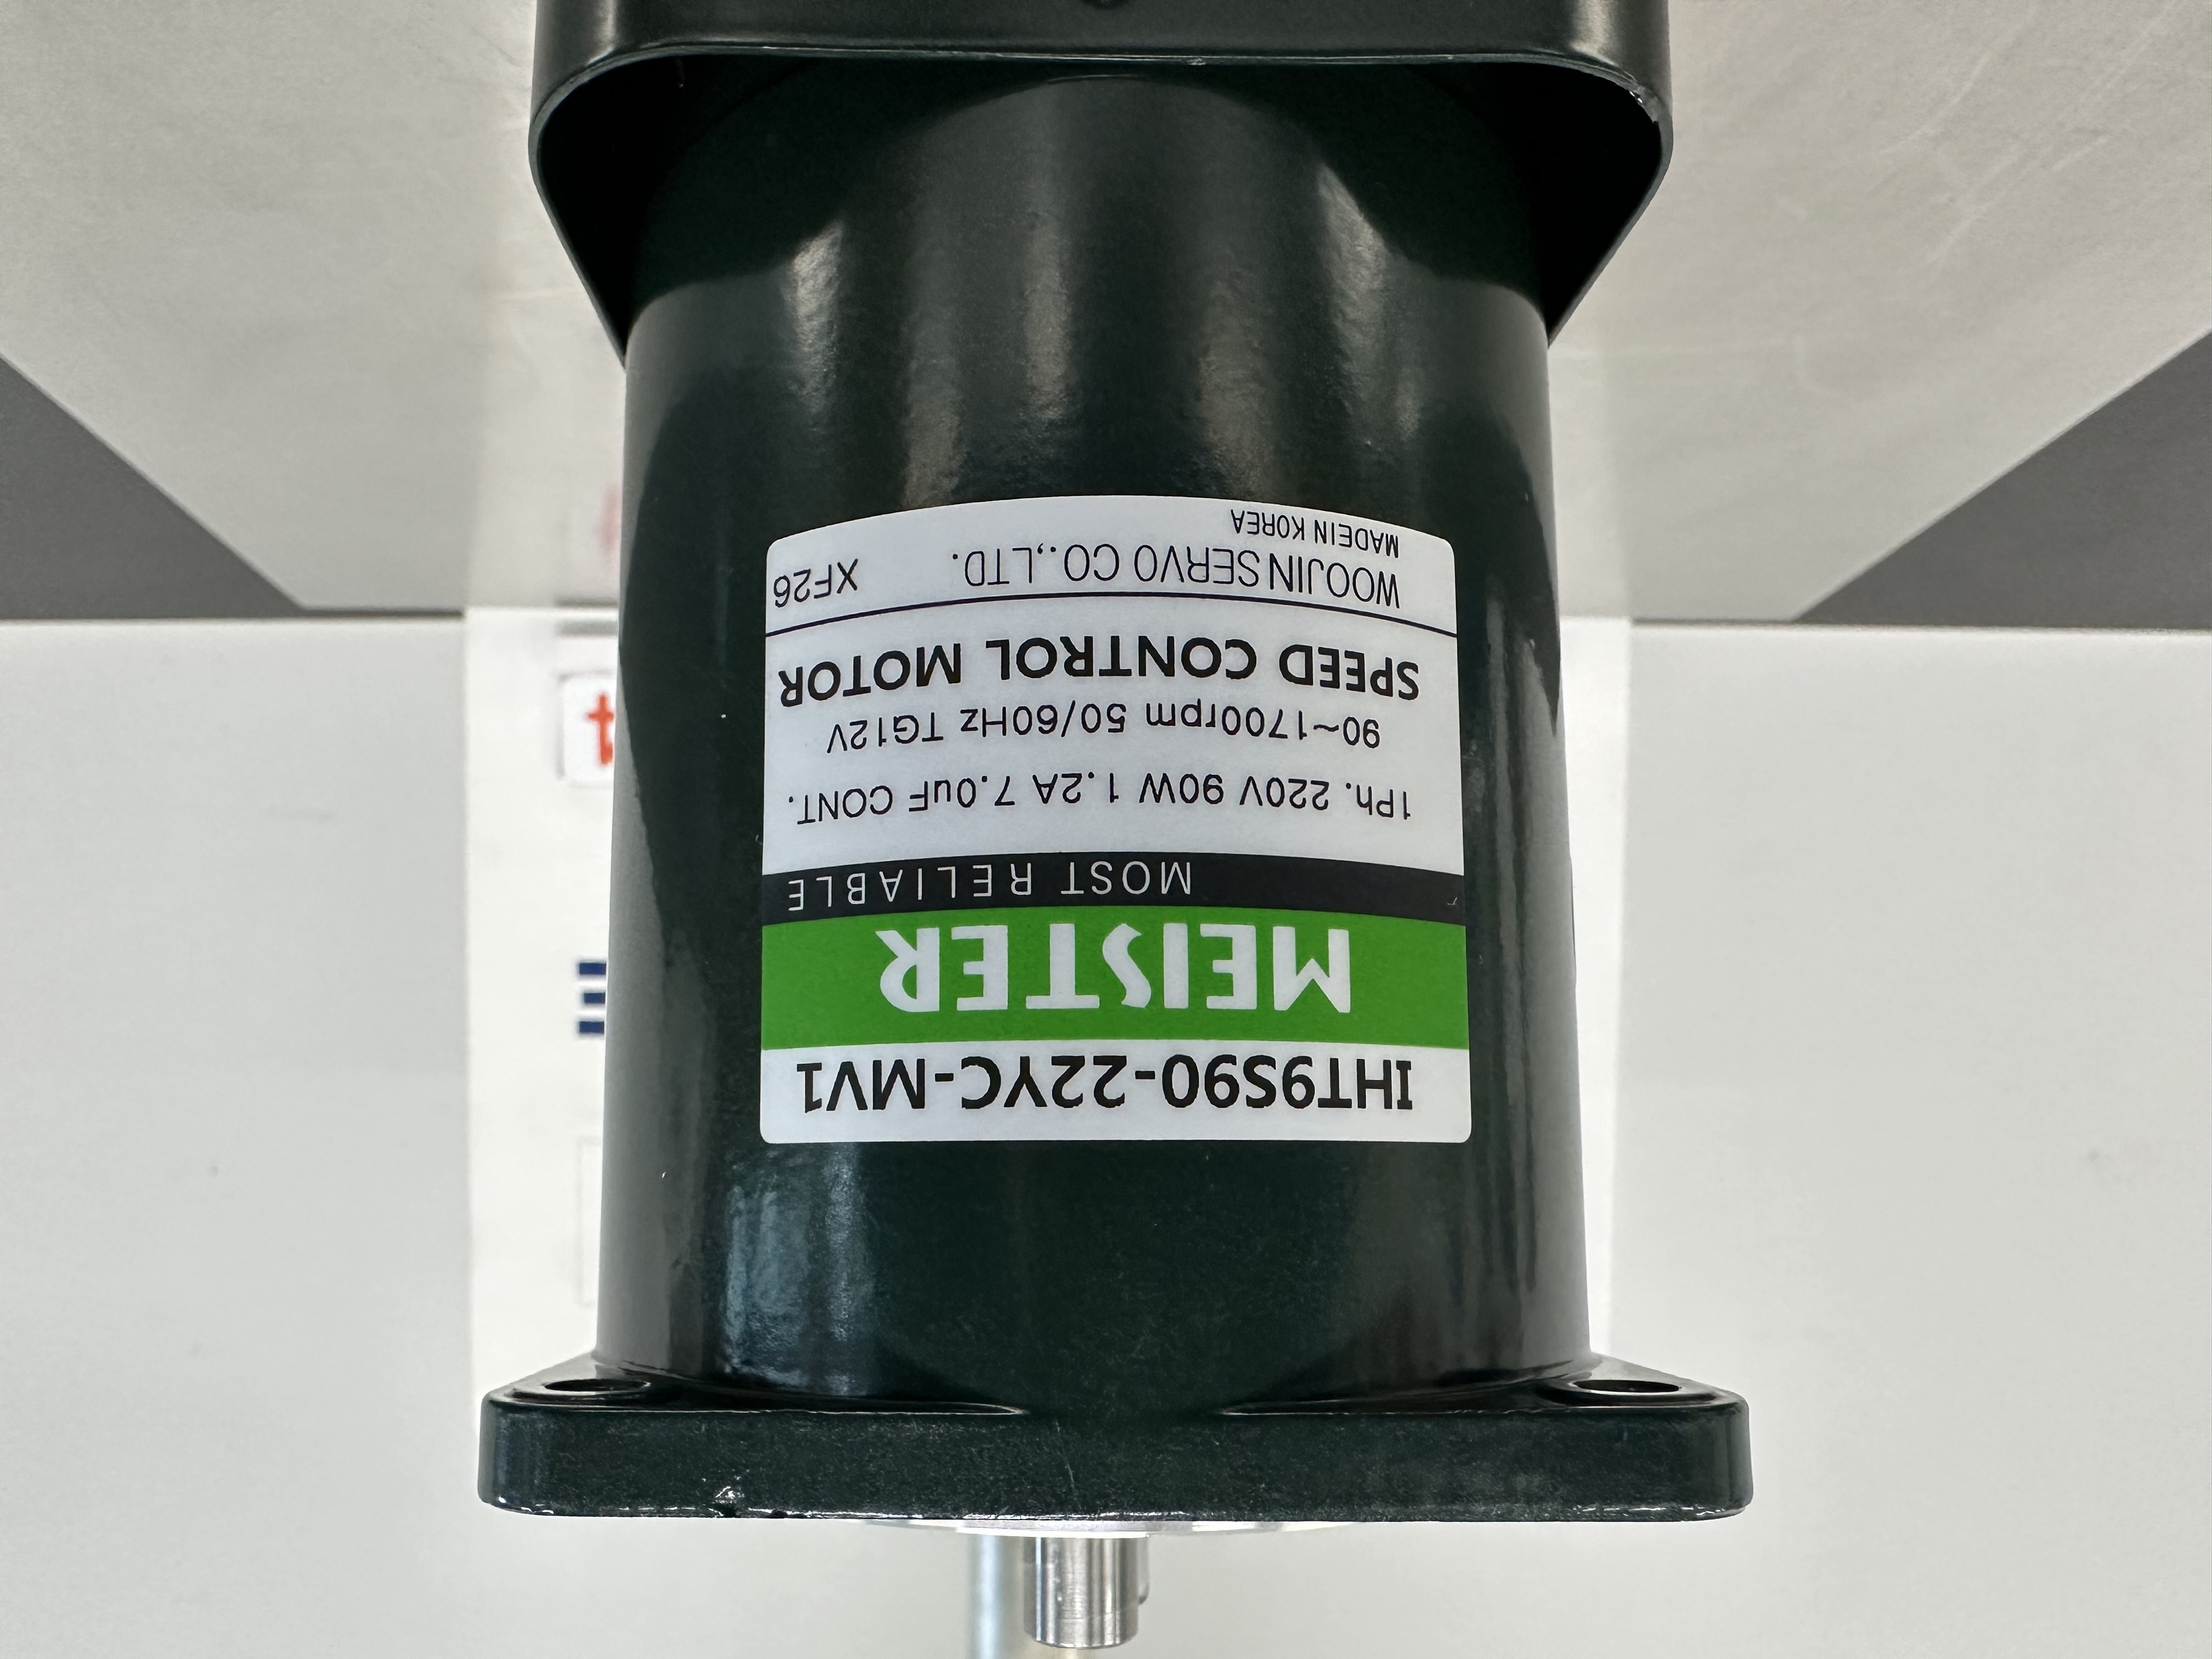 IHT9S90-22YC-MV1
MEISTER
MOST RELIABLE
1Ph. 220V 90W 1.2A 7.0uF CONT.
90~1700rpm 50/60Hz TG12V
SPEED CONTROL MOTOR
WOOJIN SERVO CO.,LTD. XF26
MADEIN KOREA